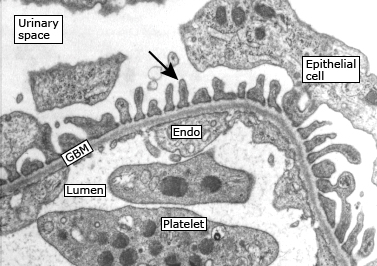 Urinary
space
Epithelial
cell
Endo
GBM
Lumen
Platelet